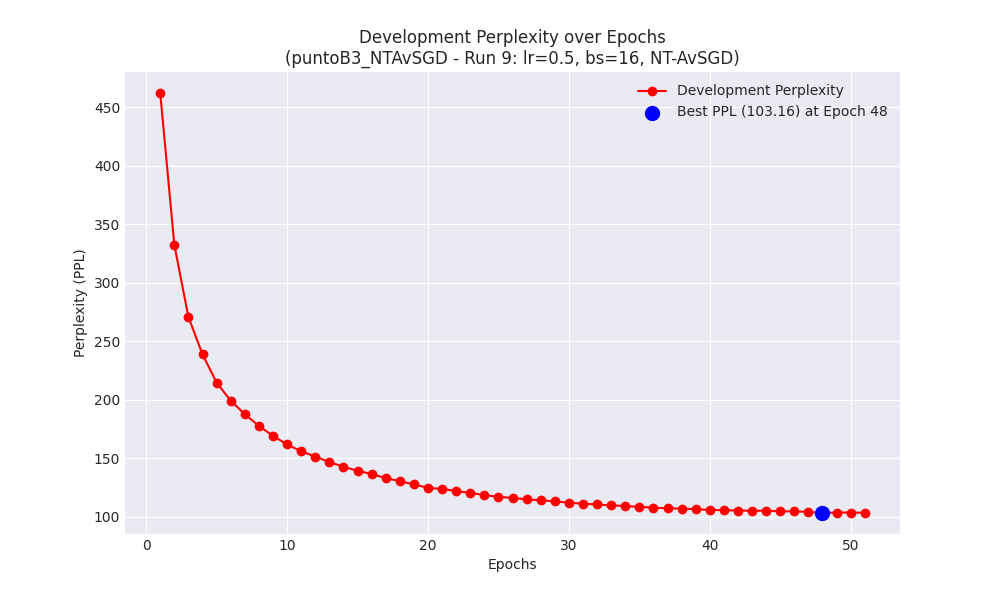 Development Perplexity over Epochs
(puntoB3_NTAvSGD - Run 9: lr=0.5, bs=16, NT-AvSGD)
Development Perplexity
Best PPL (103.16) at Epoch 48
Perplexity (PPL)
450
400
350
300
250
200
150
100
0 10 20 30 40 50
Epochs